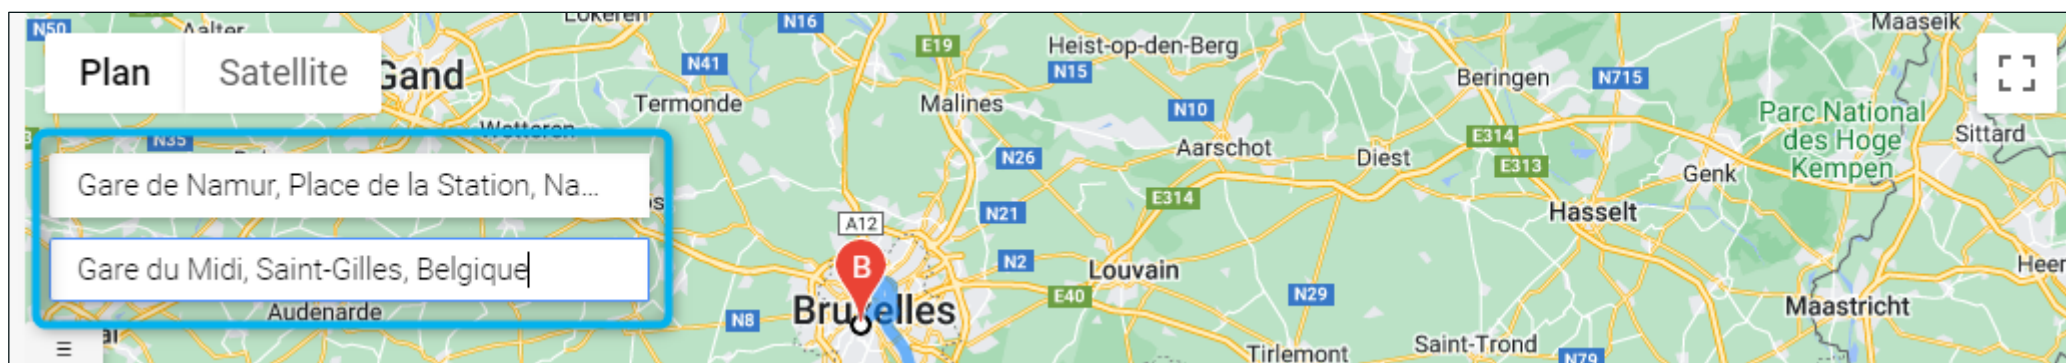 N50
Aalter
Lokeren
N16
Maaseik
Plan
Satellite
Gand
N41
E19
Heist-op-den-Berg
N15
Beringen
N715
Termonde
Malines
N10
Parc National
des Hoge
Kempen
Sittard
Wetteren
N35
N26
Aarschot
Diest
E314
E313
Genk
Gare de Namur, Place de la Station, Na...
os
E314
N21
Hasselt
A12
Gare du Midi, Saint-Gilles, Belgique
B
N2
Louvain
Heer
E40
N29
Maastricht
Audenarde
N8
Bruxelles
ai
Tirlemont
Saint-Trond
N79